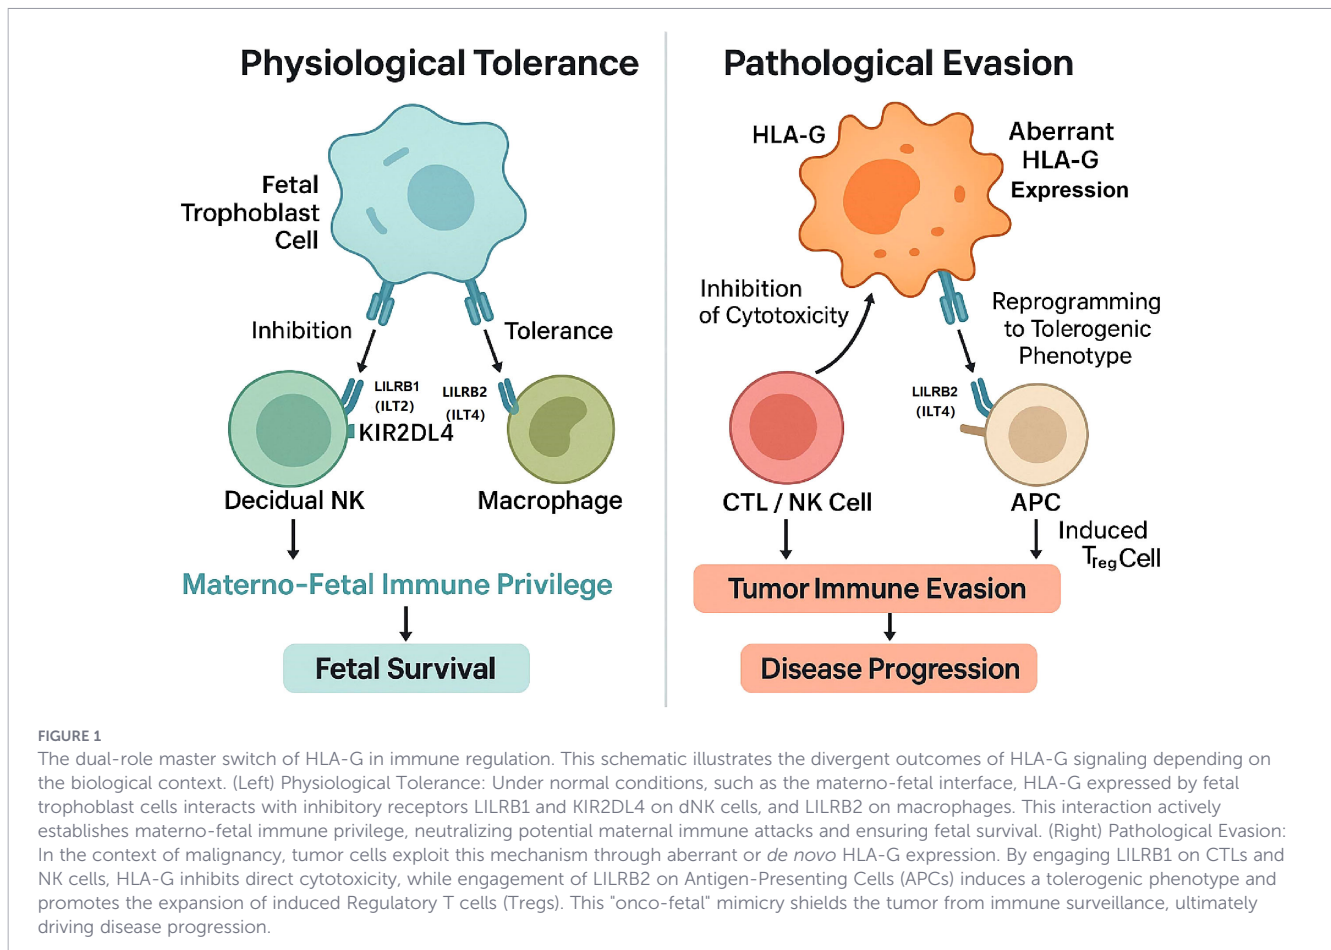 Physiological Tolerance
Fetal
Trophoblast
Cell
Inhibition
Tolerance
LILRB1
(ILT2)
KIR2DL4
LILRB2
(ILT4)
Decidual NK
Macrophage
Materno-Fetal Immune Privilege
Fetal Survival
Pathological Evasion
HLA-G
Aberrant
HLA-G
Expression
Inhibition
of Cytotoxicity
Reprogramming
to Tolerogenic
Phenotype
LILRB2
(ILT4)
CTL / NK Cell
APC
Induced
Treg Cell
Tumor Immune Evasion
Disease Progression
FIGURE 1
The dual-role master switch of HLA-G in immune regulation. This schematic illustrates the divergent outcomes of HLA-G signaling depending on
the biological context. (Left) Physiological Tolerance: Under normal conditions, such as the materno-fetal interface, HLA-G expressed by fetal
trophoblast cells interacts with inhibitory receptors LILRB1 and KIR2DL4 on dNK cells, and LILRB2 on macrophages. This interaction actively
establishes materno-fetal immune privilege, neutralizing potential maternal immune attacks and ensuring fetal survival. (Right) Pathological Evasion:
In the context of malignancy, tumor cells exploit this mechanism through aberrant or de novo HLA-G expression. By engaging LILRB1 on CTLs and
NK cells, HLA-G inhibits direct cytotoxicity, while engagement of LILRB2 on Antigen-Presenting Cells (APCs) induces a tolerogenic phenotype and
promotes the expansion of induced Regulatory T cells (Tregs). This "onco-fetal" mimicry shields the tumor from immune surveillance, ultimately
driving disease progression.